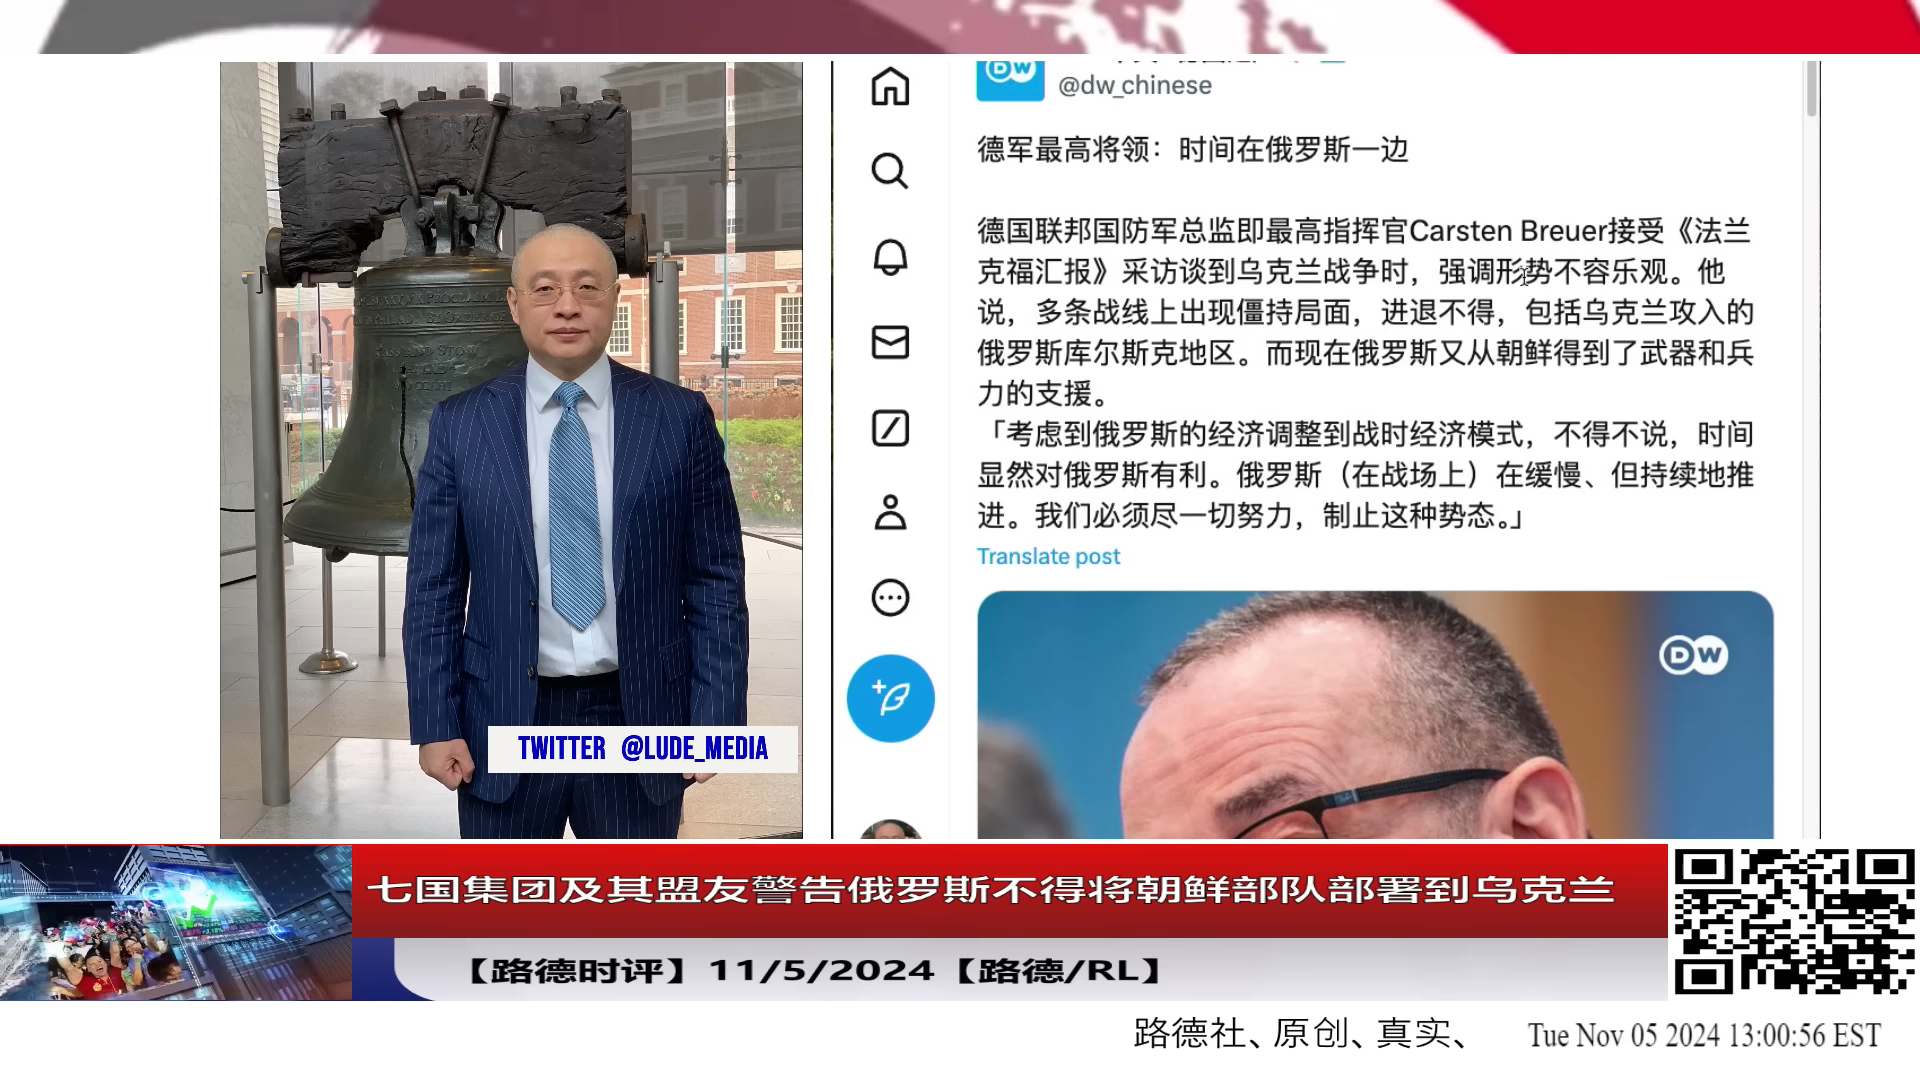 DW
@dw_chinese
德军最高将领：时间在俄罗斯一边
德国联邦国防军总监即最高指挥官Carsten Breuer接受《法兰
克福汇报》采访谈到乌克兰战争时，强调形势不容乐观。他
说，多条战线上出现僵持局面，进退不得，包括乌克兰攻入的
俄罗斯库尔斯克地区。而现在俄罗斯又从朝鲜得到了武器和兵
力的支援。
「考虑到俄罗斯的经济调整到战时经济模式，不得不说，时间
显然对俄罗斯有利。俄罗斯（在战场上）在缓慢、但持续地推
进。我们必须尽一切努力，制止这种势态。」
Translate post
DW
TWITTER @LUDE_MEDIA
七国集团及其盟友警告俄罗斯不得将朝鲜部队部署到乌克兰
【路德时评】11/5/2024【路德/RL】
路德社、原创、真实、
Tue Nov 05 2024 13:00:56 EST